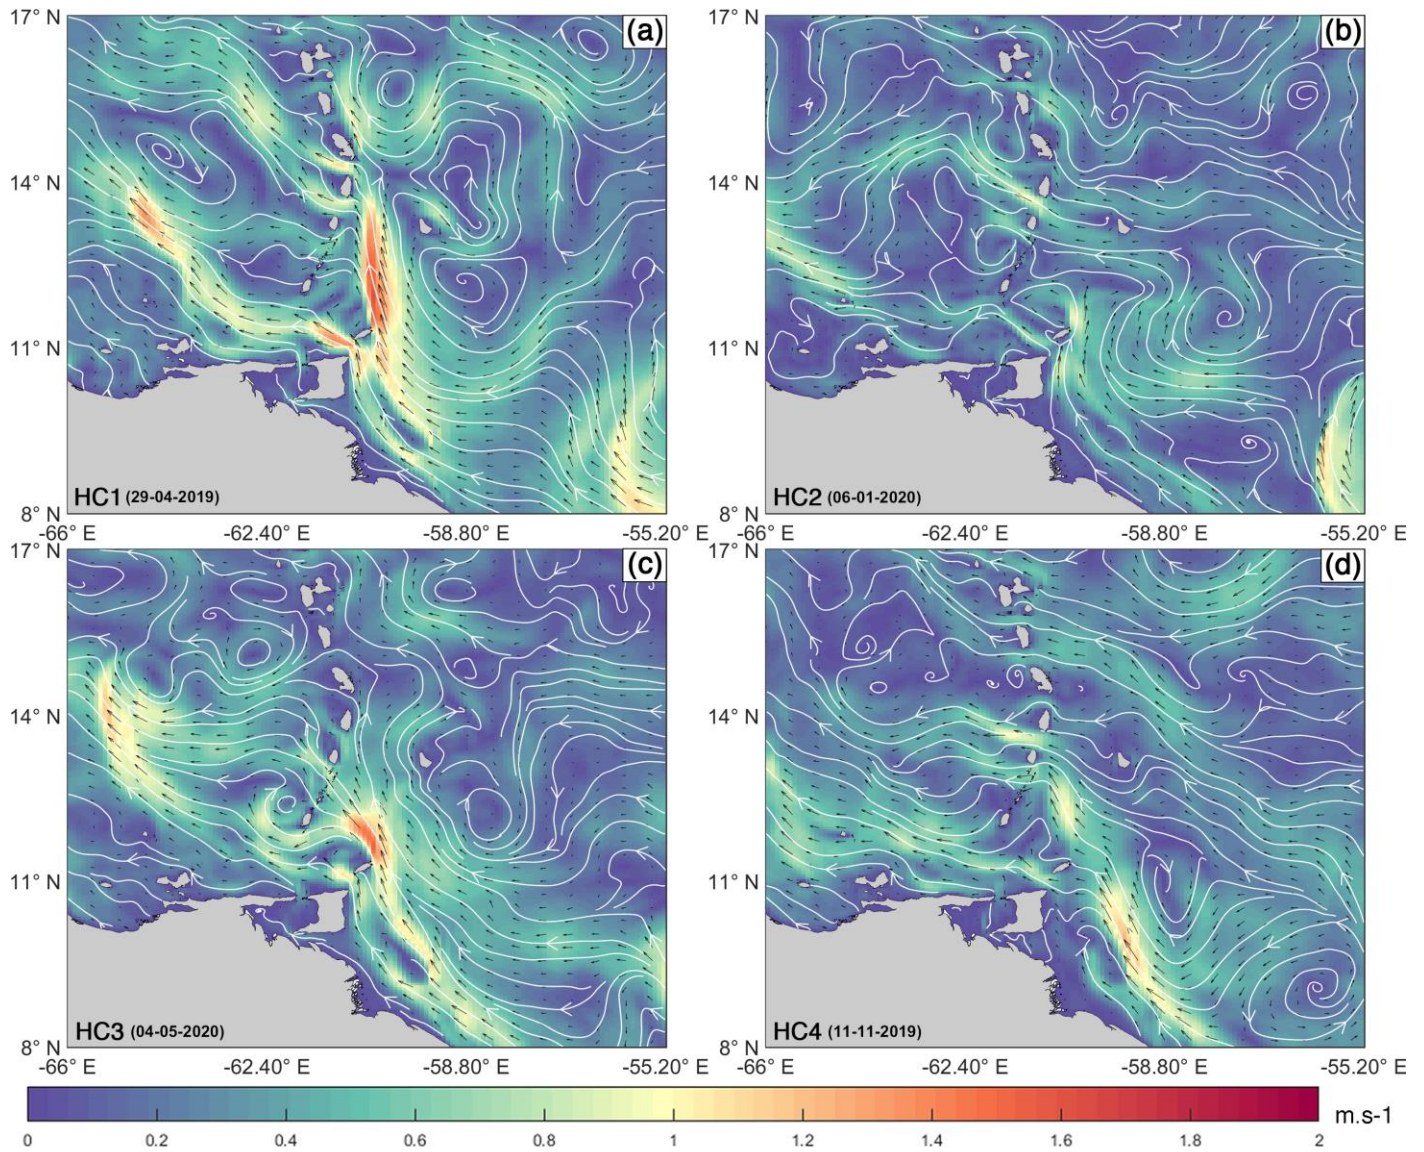 17° N
(a)
(b)
14° N
11° N
HC1 (29-04-2019)
HC2 (06-01-2020)
8° N
-66° E
-62.40° E
-58.80° E
-55.20° E
-66° E
-62.40° E
-58.80° E
-55.20° E
17° N
17° N
14° N
11° N
8° N
17° N
(c)
17° N
(d)
14° N
14° N
11° N
11° N
HC3 (04-05-2020)
HC4 (11-11-2019)
8° N
8° N
-66° E
-62.40° E
-58.80° E
-55.20° E
-66° E
-62.40° E
-58.80° E
-55.20° E
m.s-1
0
0.2
0.4
0.6
0.8
1
1.2
1.4
1.6
1.8
2